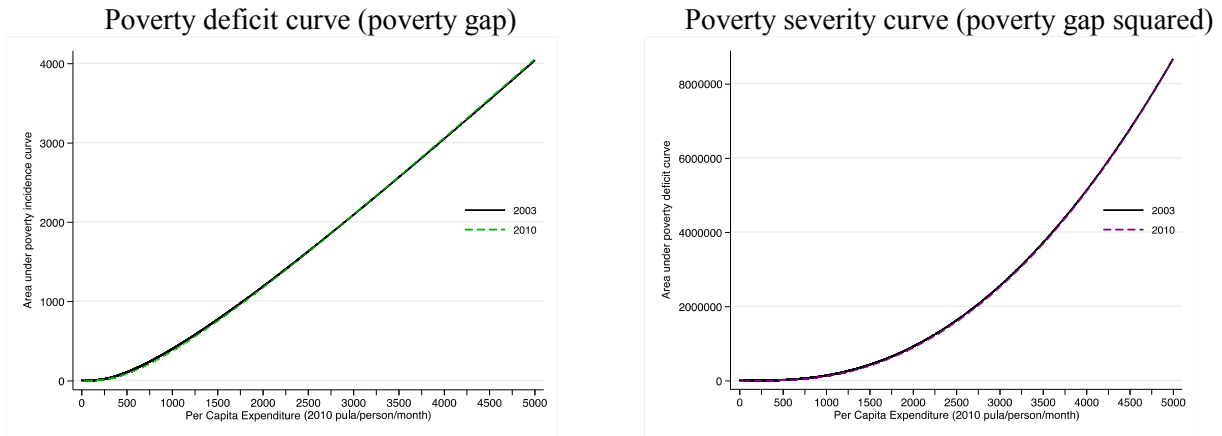 Poverty deficit curve (poverty gap)
Area under poverty incidence curve
4000
3000
2000
1000
0
2003
2010
0 500 1000 1500 2000 2500 3000 3500 4000 4500 5000
Per Capita Expenditure (2010 pula/person/month)
Poverty severity curve (poverty gap squared)
Area under poverty deficit curve
8000000
6000000
4000000
2000000
0
2003
2010
0 500 1000 1500 2000 2500 3000 3500 4000 4500 5000
Per Capita Expenditure (2010 pula/person/month)